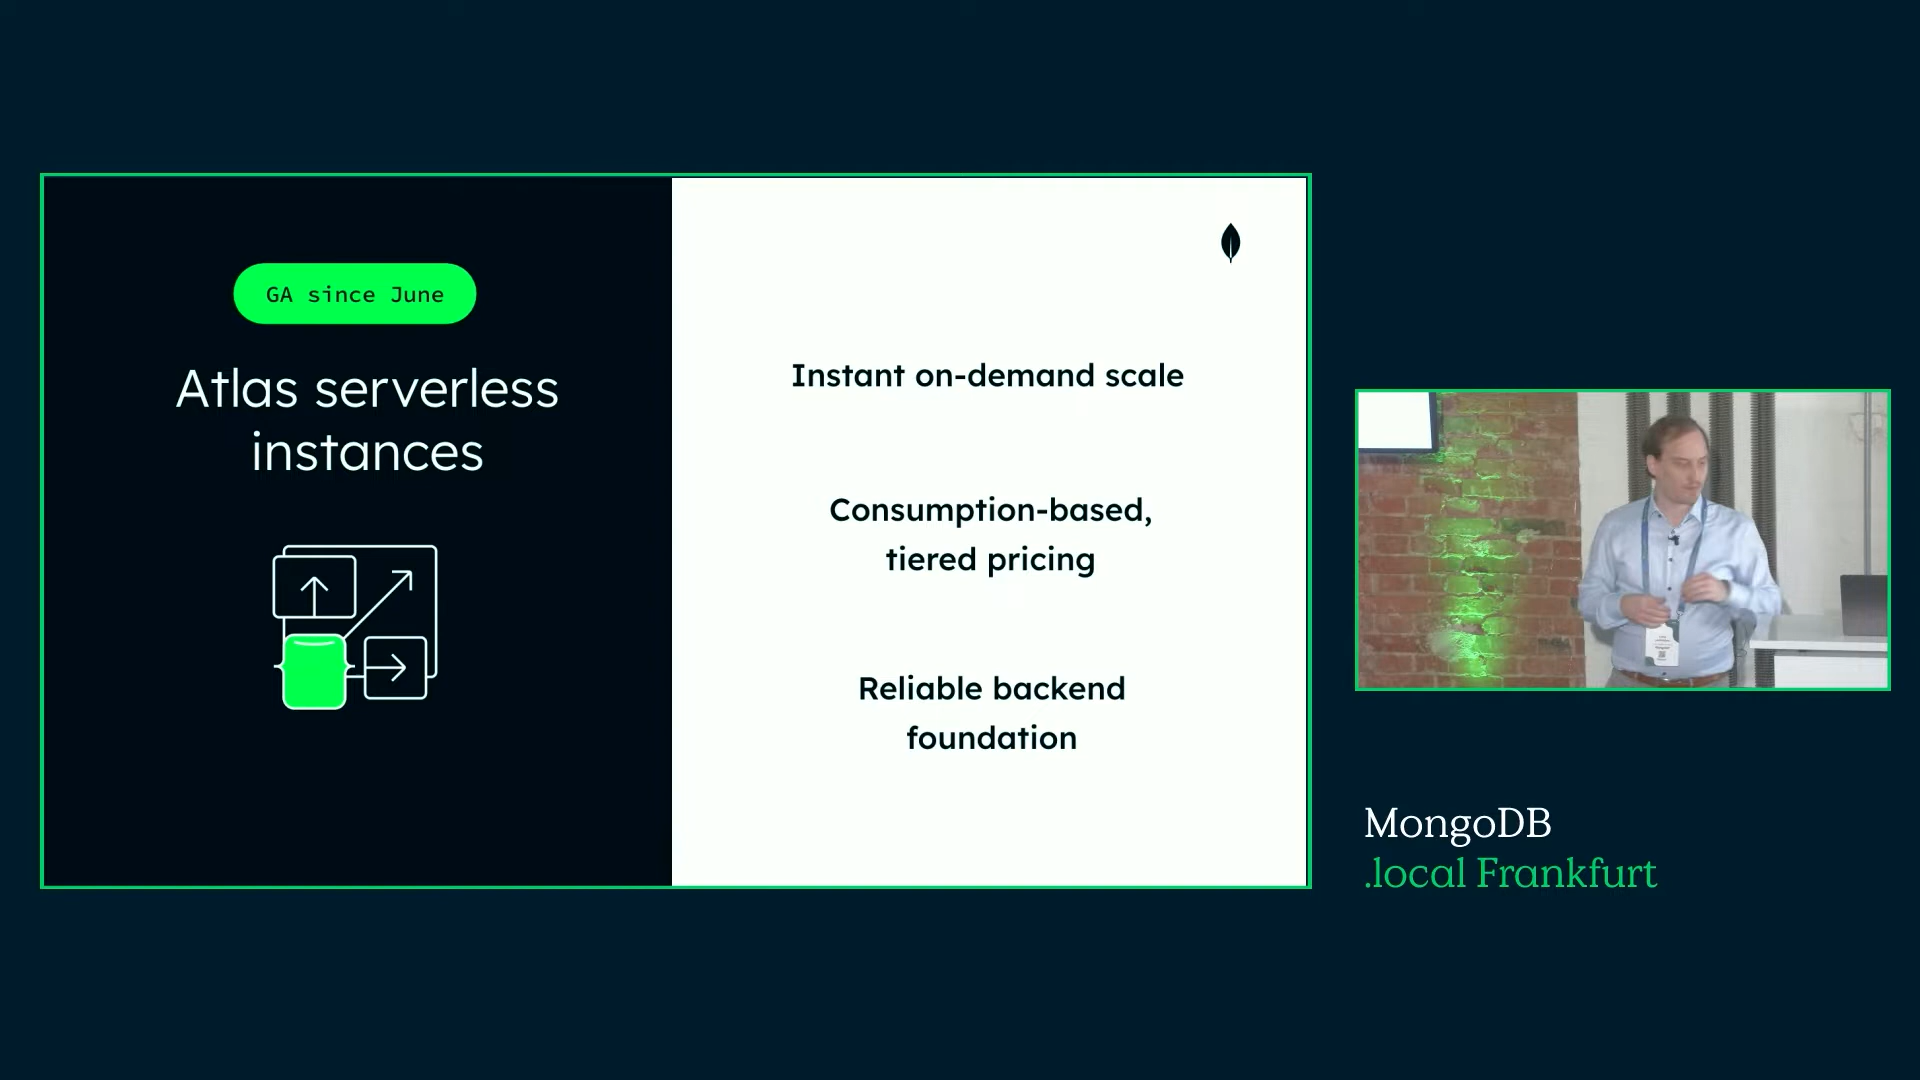 GA since June
Atlas serverless
instances
Instant on-demand scale
Consumption-based,
tiered pricing
Reliable backend
foundation
MongoDB
.local Frankfurt